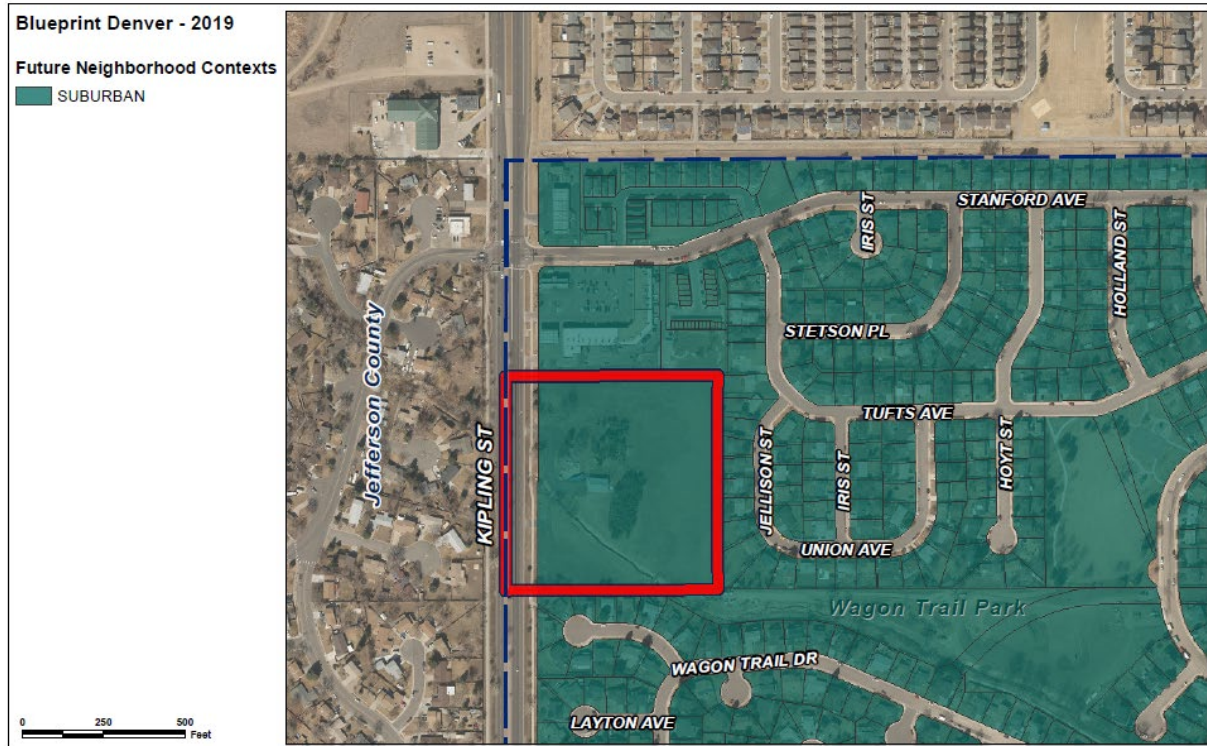 Blueprint Denver - 2019
Future Neighborhood Contexts
SUBURBAN
STANFORD AVE
IRIS ST
HOLLAND ST
STETSON PL
Jefferson County
KIPLING ST
TUFTS AVE
JELLISON ST
IRIS ST
HOYT ST
UNION AVE
Wagon Trail Park
WAGON TRAIL DR
LAYTON AVE
0 250 500
Feet